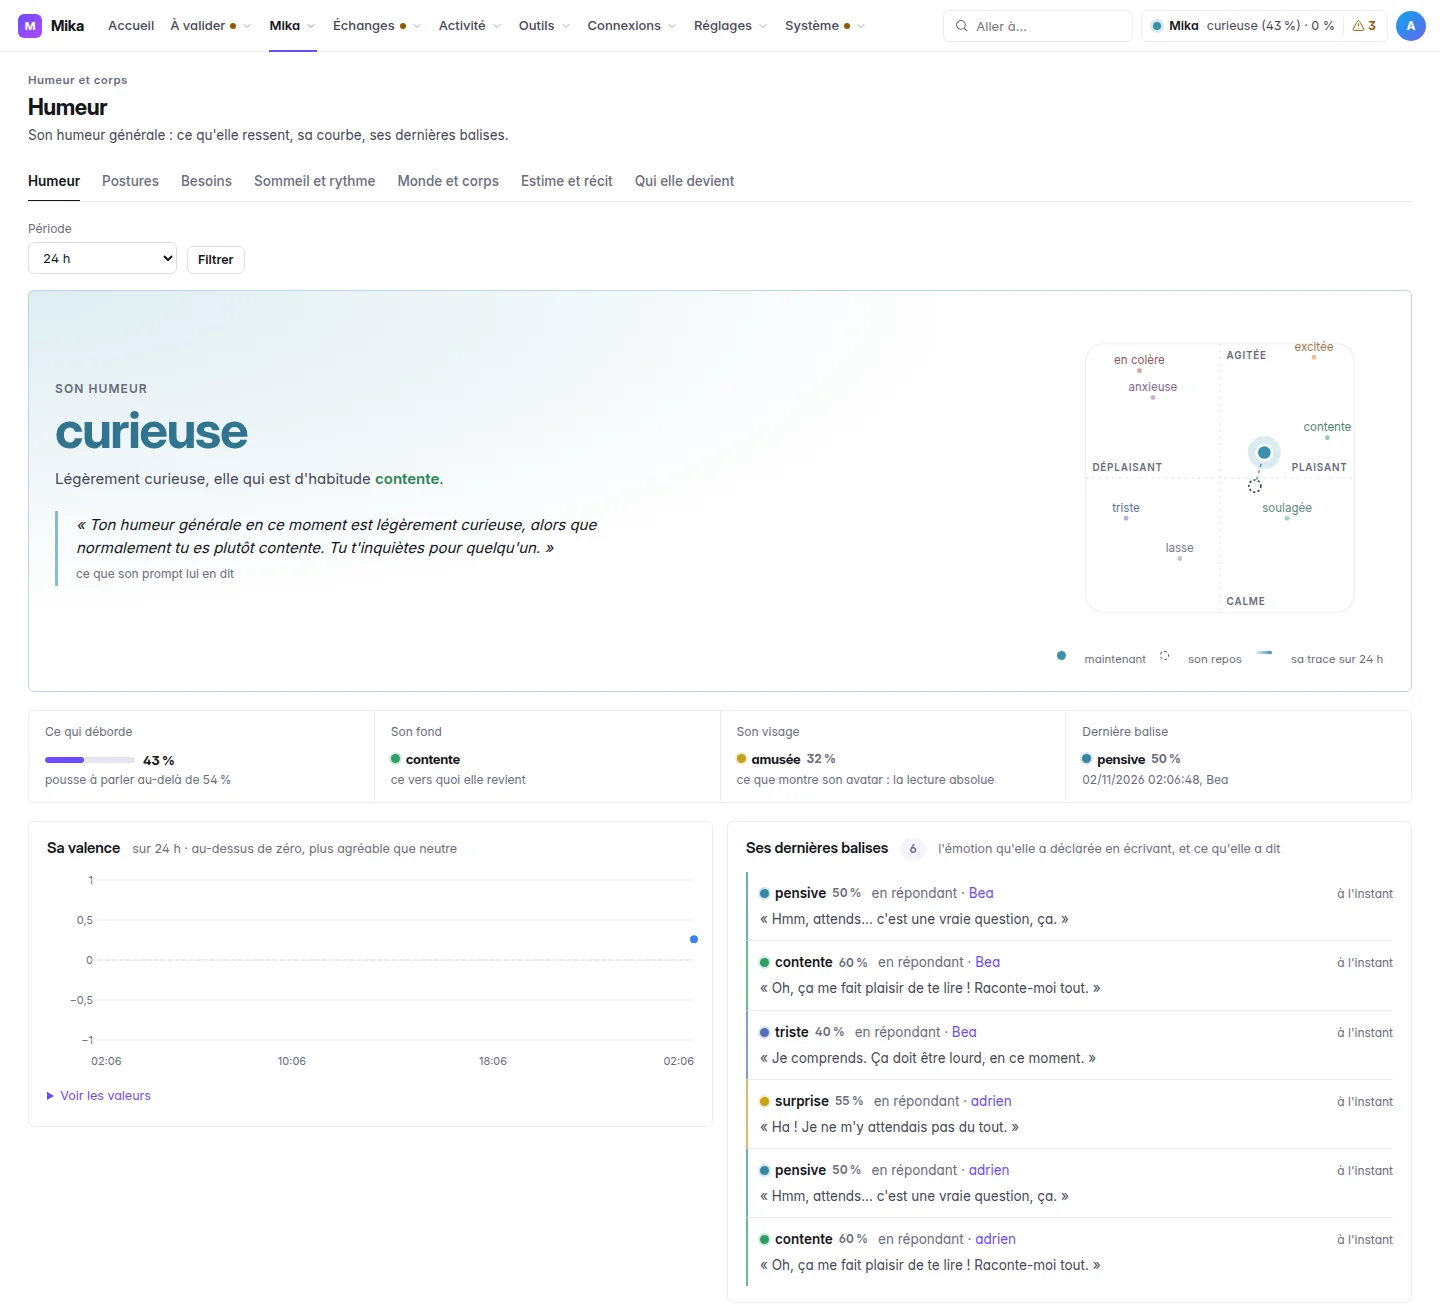 M Mika Accueil À valider Mika Échanges Activité Outils Connexions Réglages Système Aller à... Mika curieuse (43 %) · 0 % 3 A
Humeur et corps
Humeur
Son humeur générale : ce qu'elle ressent, sa courbe, ses dernières balises.
Humeur Postures Besoins Sommeil et rythme Monde et corps Estime et récit Qui elle devient
Période
24 h Filtrer
SON HUMEUR
curieuse
Légèrement curieuse, elle qui est d'habitude contente.
« Ton humeur générale en ce moment est légèrement curieuse, alors que
normalement tu es plutôt contente. Tu t'inquiètes pour quelqu'un. »
ce que son prompt lui en dit
excitée
AGITÉE
en colère
anxieuse
contente
DÉPLAISANT PLAISANT
triste soulagée
lasse
CALME
maintenant son repos sa trace sur 24 h
Ce qui déborde
43 %
pousse à parler au-delà de 54 %
Son fond
contente
ce vers quoi elle revient
Son visage
amusée 32 %
ce que montre son avatar : la lecture absolue
Dernière balise
pensive 50 %
02/11/2026 02:06:48, Bea
Sa valence sur 24 h · au-dessus de zéro, plus agréable que neutre
1
0,5
0
−0,5
−1
02:06 10:06 18:06 02:06
Voir les valeurs
Ses dernières balises 6 l'émotion qu'elle a déclarée en écrivant, et ce qu'elle a dit
pensive 50 % en répondant · Bea à l'instant
« Hmm, attends... c'est une vraie question, ça. »
contente 60 % en répondant · Bea à l'instant
« Oh, ça me fait plaisir de te lire ! Raconte-moi tout. »
triste 40 % en répondant · Bea à l'instant
« Je comprends. Ça doit être lourd, en ce moment. »
surprise 55 % en répondant · adrien à l'instant
« Ha ! Je ne m'y attendais pas du tout. »
pensive 50 % en répondant · adrien à l'instant
« Hmm, attends... c'est une vraie question, ça. »
contente 60 % en répondant · adrien à l'instant
« Oh, ça me fait plaisir de te lire ! Raconte-moi tout. »